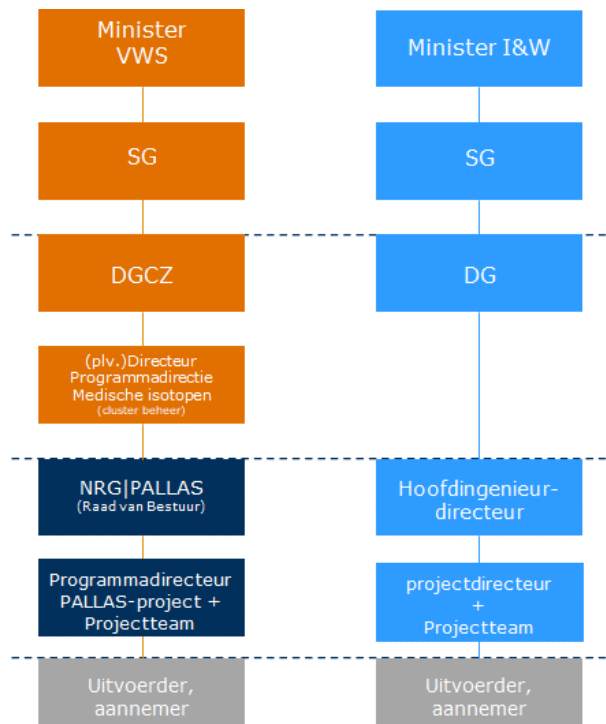 Minister
VWS
Minister I&W
SG
SG
DGCZ
DG
(plv.)Directeur
Programmadirectie
Medische isotopen
(cluster beheer)
NRG|PALLAS
(Raad van Bestuur)
Hoofdingenieur-
directeur
Programmadirecteur
PALLAS-project +
Projectteam
projectdirecteur
+
Projectteam
Uitvoerder,
aannemer
Uitvoerder,
aannemer